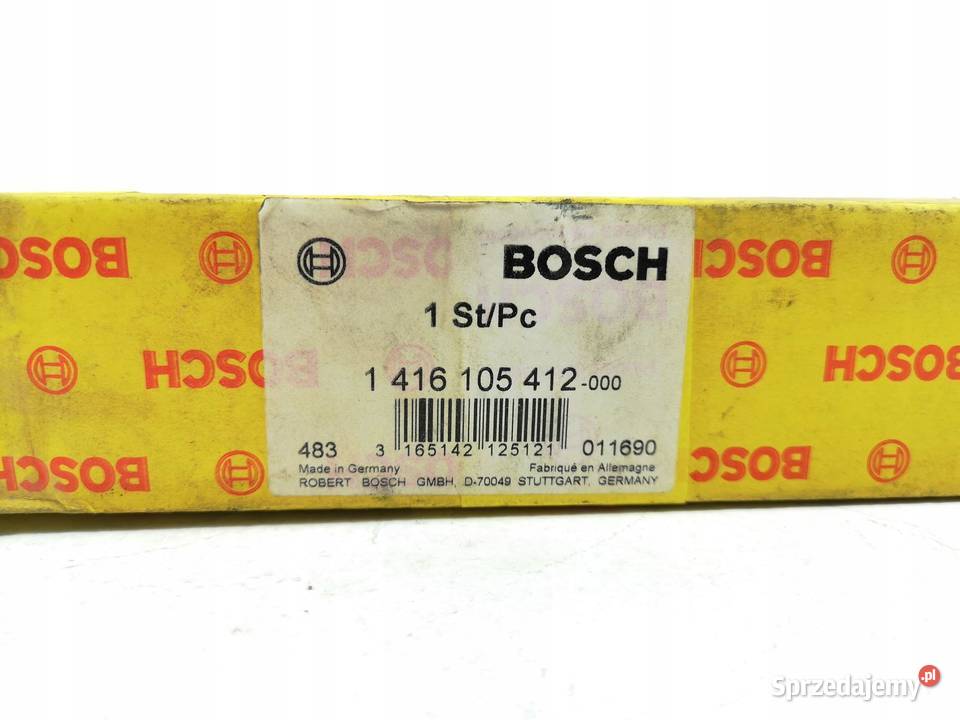 BOSCH
BOSCH
BOSCH
1 St/Pc
BOSCH
BOSCH
1 416 105 412-000
483 3 165142 125121 011690
Made in Germany Fabriqué en Allemagne
ROBERT BOSCH GMBH, D-70049 STUTTGART, GERMANY
BOSCH
BOSCH
Sprzedajemy.pl